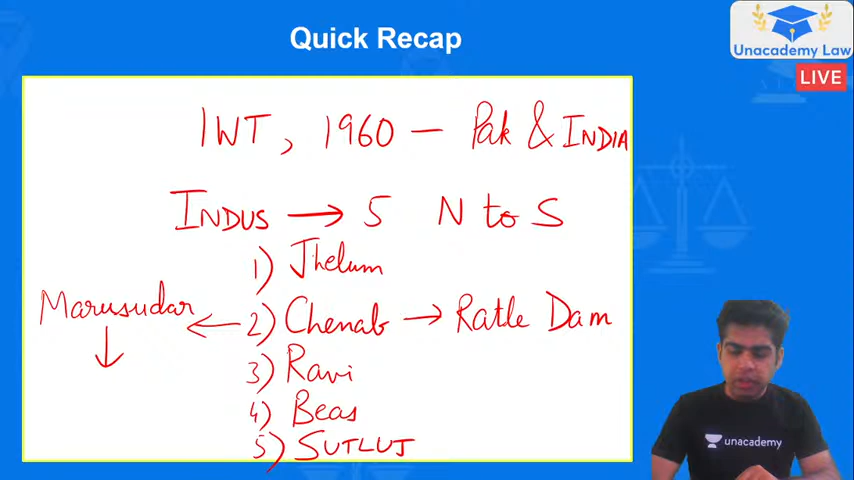 Quick Recap
Unacademy Law
LIVE
IWT, 1960 — Pak & INDIA
INDUS → 5 N to S
1) Jhelum
Marusudar ← 2) Chenab → Ratle Dam
↓
3) Ravi
4) Beas
5) SUTLUJ
unacademy